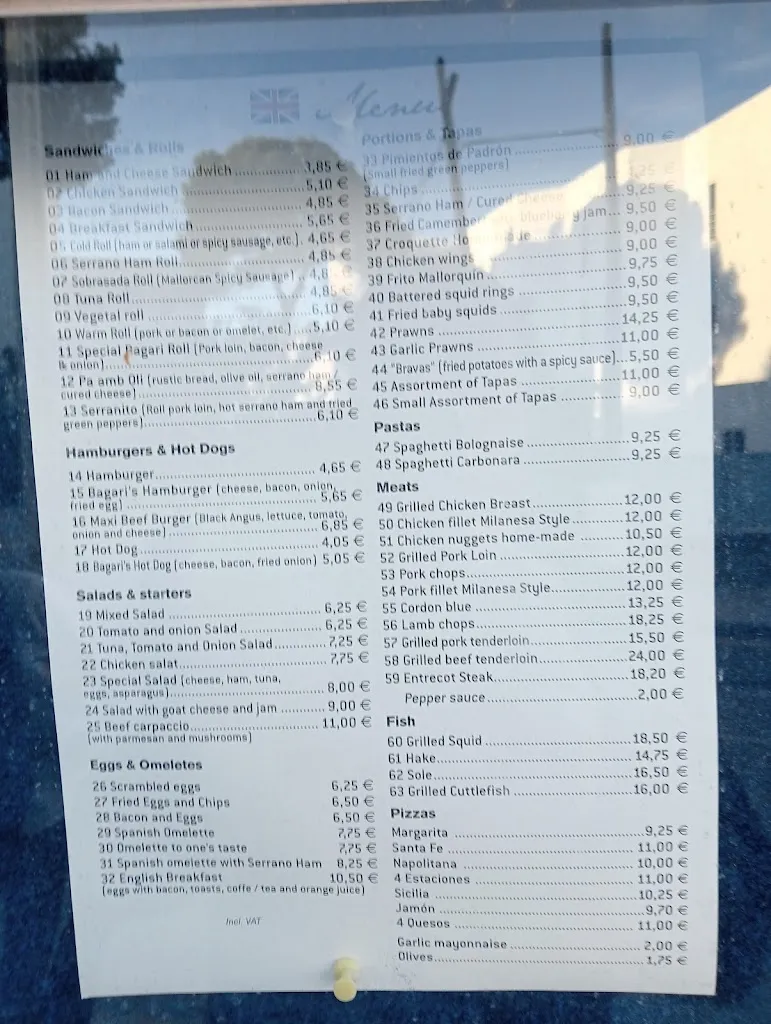 Menu
Sandwiches & Rolls
01 Ham and Cheese Sandwich 3,85 €
02 Chicken Sandwich 5,10 €
03 Bacon Sandwich 4,85 €
04 Breakfast Sandwich 5,65 €
05 Cold Roll (ham or salami or spicy sausage, etc.). 4,65 €
06 Serrano Ham Roll 4,85 €
07 Sobrasada Roll (Mallorcan Spicy Sausage)
08 Tuna Roll 4,85 €
09 Vegetal roll 6,10 €
10 Warm Roll (pork or bacon or omelet, etc.) 5,10 €
11 Special Bagari Roll (Pork loin, bacon, cheese
& onion) 6,10 €
12 Pa amb Oli (rustic bread, olive oil, serrano ham /
cured cheese) 8,55 €
13 Serranito (Roll pork loin, hot serrano ham and fried
green peppers) 6,10 €
Hamburgers & Hot Dogs
14 Hamburger 4,65 €
15 Bagari's Hamburger (cheese, bacon, onion,
fried egg) 5,65 €
16 Maxi Beef Burger (Black Angus, lettuce, tomato,
onion and cheese) 6,85 €
17 Hot Dog 4,05 €
18 Bagari's Hot Dog (cheese, bacon, fried onion) 5,05 €
Salads & starters
19 Mixed Salad 6,25 €
20 Tomato and onion Salad 6,25 €
21 Tuna, Tomato and Onion Salad 7,25 €
22 Chicken salat 7,75 €
23 Special Salad (cheese, ham, tuna,
eggs, asparagus) 8,00 €
24 Salad with goat cheese and jam 9,00 €
25 Beef carpaccio 11,00 €
(with parmesan and mushrooms)
Eggs & Omeletes
26 Scrambled eggs 6,25 €
27 Fried Eggs and Chips 6,50 €
28 Bacon and Eggs 6,50 €
29 Spanish Omelette 7,75 €
30 Omelette to one's taste 7,75 €
31 Spanish omelette with Serrano Ham 8,25 €
32 English Breakfast 10,50 €
(eggs with bacon, toasts, coffe / tea and orange juice)
Incl. VAT
Portions & Tapas
33 Pimientos de Padrón 9,00 €
(small fried green peppers)
34 Chips
35 Serrano Ham / Cured Cheese 9,25 €
36 Fried Camembert blueberry jam 9,50 €
37 Croquette 9,00 €
38 Chicken wings 9,00 €
39 Frito Mallorquin 9,75 €
40 Battered squid rings 9,50 €
41 Fried baby squids 9,50 €
42 Prawns 14,25 €
43 Garlic Prawns 11,00 €
44 "Bravas" (fried potatoes with a spicy sauce) 5,50 €
45 Assortment of Tapas 11,00 €
46 Small Assortment of Tapas 9,00 €
Pastas
47 Spaghetti Bolognaise 9,25 €
48 Spaghetti Carbonara 9,25 €
Meats
49 Grilled Chicken Breast 12,00 €
50 Chicken fillet Milanesa Style 12,00 €
51 Chicken nuggets home-made 10,50 €
52 Grilled Pork Loin 12,00 €
53 Pork chops 12,00 €
54 Pork fillet Milanesa Style 12,00 €
55 Cordon blue 13,25 €
56 Lamb chops 18,25 €
57 Grilled pork tenderloin 15,50 €
58 Grilled beef tenderloin 24,00 €
59 Entrecot Steak 18,20 €
Pepper sauce 2,00 €
Fish
60 Grilled Squid 18,50 €
61 Hake 14,75 €
62 Sole 16,50 €
63 Grilled Cuttlefish 16,00 €
Pizzas
Margarita 9,25 €
Santa Fe 11,00 €
Napolitana 10,00 €
4 Estaciones 11,00 €
Sicilia 10,25 €
Jamón 9,70 €
4 Quesos 11,00 €
Garlic mayonnaise 2,00 €
Olives 1,75 €